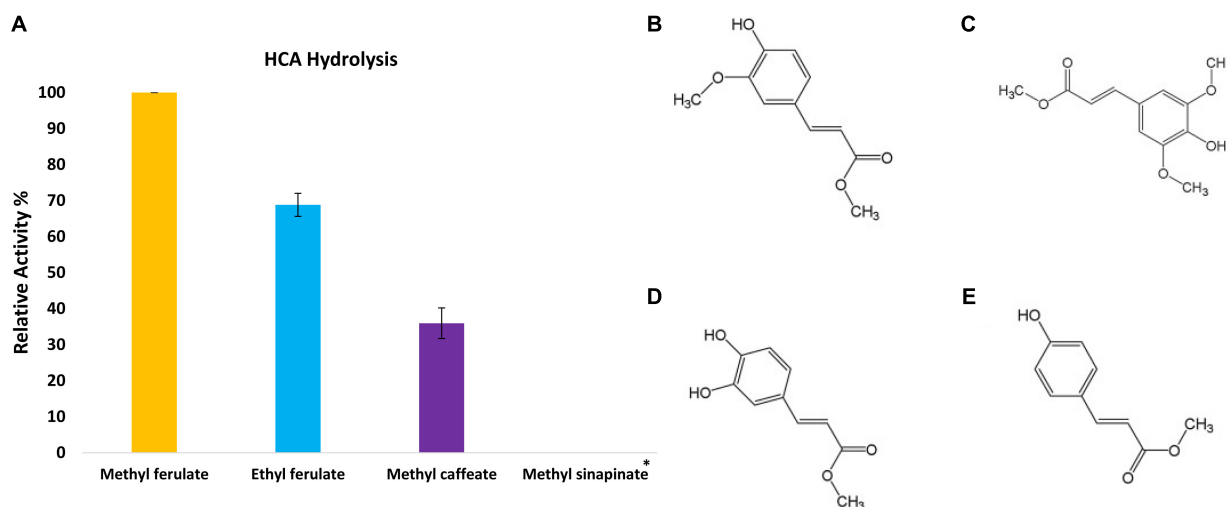 A
HCA Hydrolysis
Relative Activity %
100
90
80
70
60
50
40
30
20
10
0
Methyl ferulate
Ethyl ferulate
Methyl caffeate
Methyl sinapinate*
B
HO
O
H₃C
O
O
CH₃
C
O
H₃C
O
CH
O
OH
O
CH₃
D
HO
HO
O
O
CH₃
E
HO
CH₃
O
O